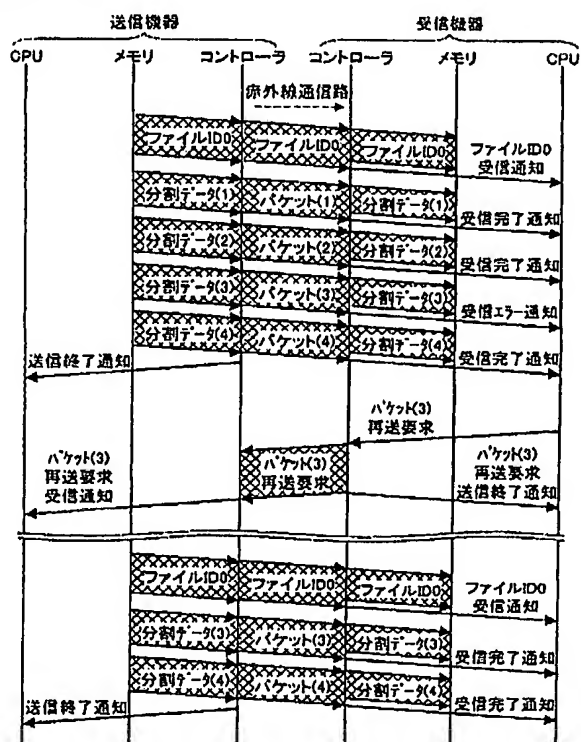 送信機器 受信機器
CPU メモリ コントローラ コントローラ メモリ CPU
赤外線通信路
ファイルID0 ファイルID0 ファイルID0 ファイルID0
受信通知
分割データ(1) パケット(1) 分割データ(1) 受信完了通知
分割データ(2) パケット(2) 分割データ(2) 受信完了通知
分割データ(3) パケット(3) 分割データ(3) 受信エラー通知
分割データ(4) パケット(4) 分割データ(4) 受信完了通知
送信終了通知
パケット(3)
再送要求
パケット(3)
再送要求
受信通知
パケット(3)
再送要求
パケット(3)
再送要求
送信終了通知
ファイルID0 ファイルID0 ファイルID0 ファイルID0
受信通知
分割データ(3) パケット(3) 分割データ(3) 受信完了通知
分割データ(4) パケット(4) 分割データ(4) 受信完了通知
送信終了通知